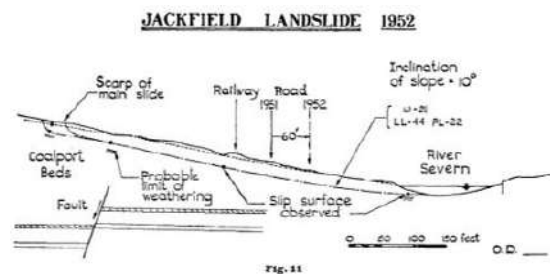 JACKFIELD LANDSLIDE 1952
Scarp of
main slide
Railway Road
1951 1952
60'
Inclination
of slope = 10°
LL=44 PL=22
River
Severn
Coalport
Beds
Probable
limit of
weathering
Slip surface
observed
Fault
0 50 100 150 feet
O.D.
Fig. 11